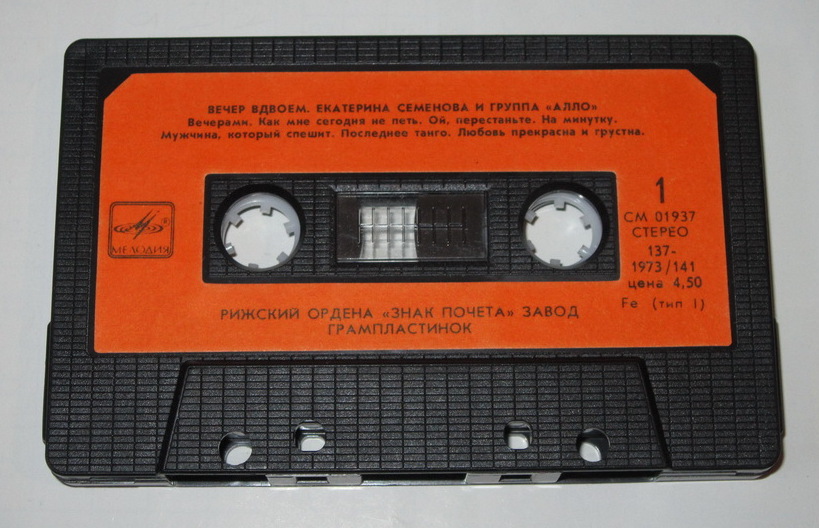 ВЕЧЕР ВДВОЕМ. ЕКАТЕРИНА СЕМЕНОВА И ГРУППА «АЛЛО»
Вечерами. Как мне сегодня не петь. Ой, перестаньте. На минутку.
Мужчина, который спешит. Последнее танго. Любовь прекрасна и грустна.
МЕЛОДИЯ ®
1
СМ 01937
СТЕРЕО
137-
1973/141
цена 4,50
Fe (тип I)
РИЖСКИЙ ОРДЕНА «ЗНАК ПОЧЕТА» ЗАВОД
ГРАМПЛАСТИНОК